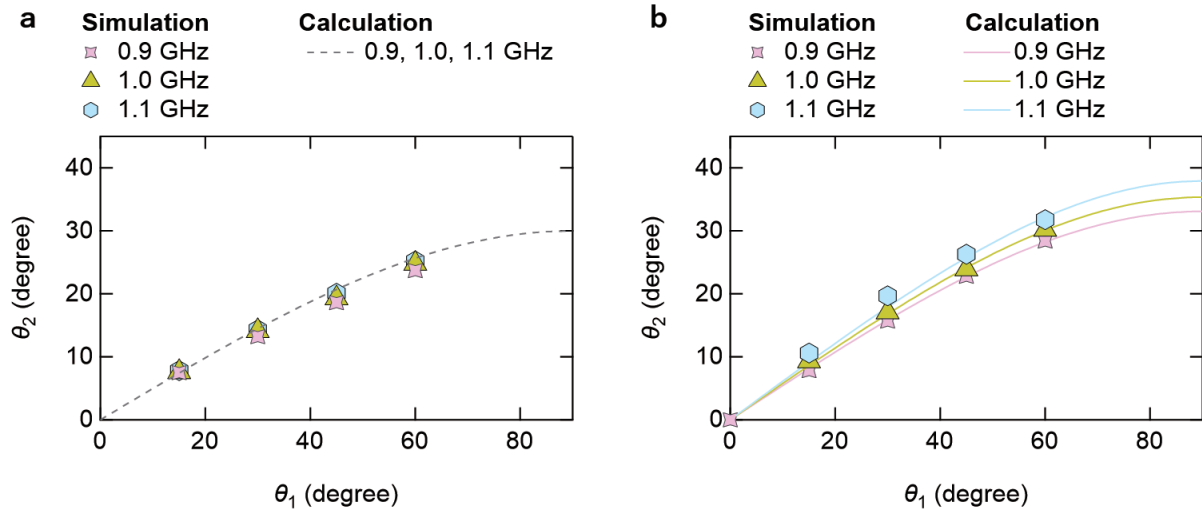 a
Simulation
0.9 GHz
1.0 GHz
1.1 GHz
Calculation
0.9, 1.0, 1.1 GHz
θ2 (degree)
40
30
20
10
0
0 20 40 60 80
θ1 (degree)
b
Simulation
0.9 GHz
1.0 GHz
1.1 GHz
Calculation
0.9 GHz
1.0 GHz
1.1 GHz
θ2 (degree)
40
30
20
10
0
0 20 40 60 80
θ1 (degree)